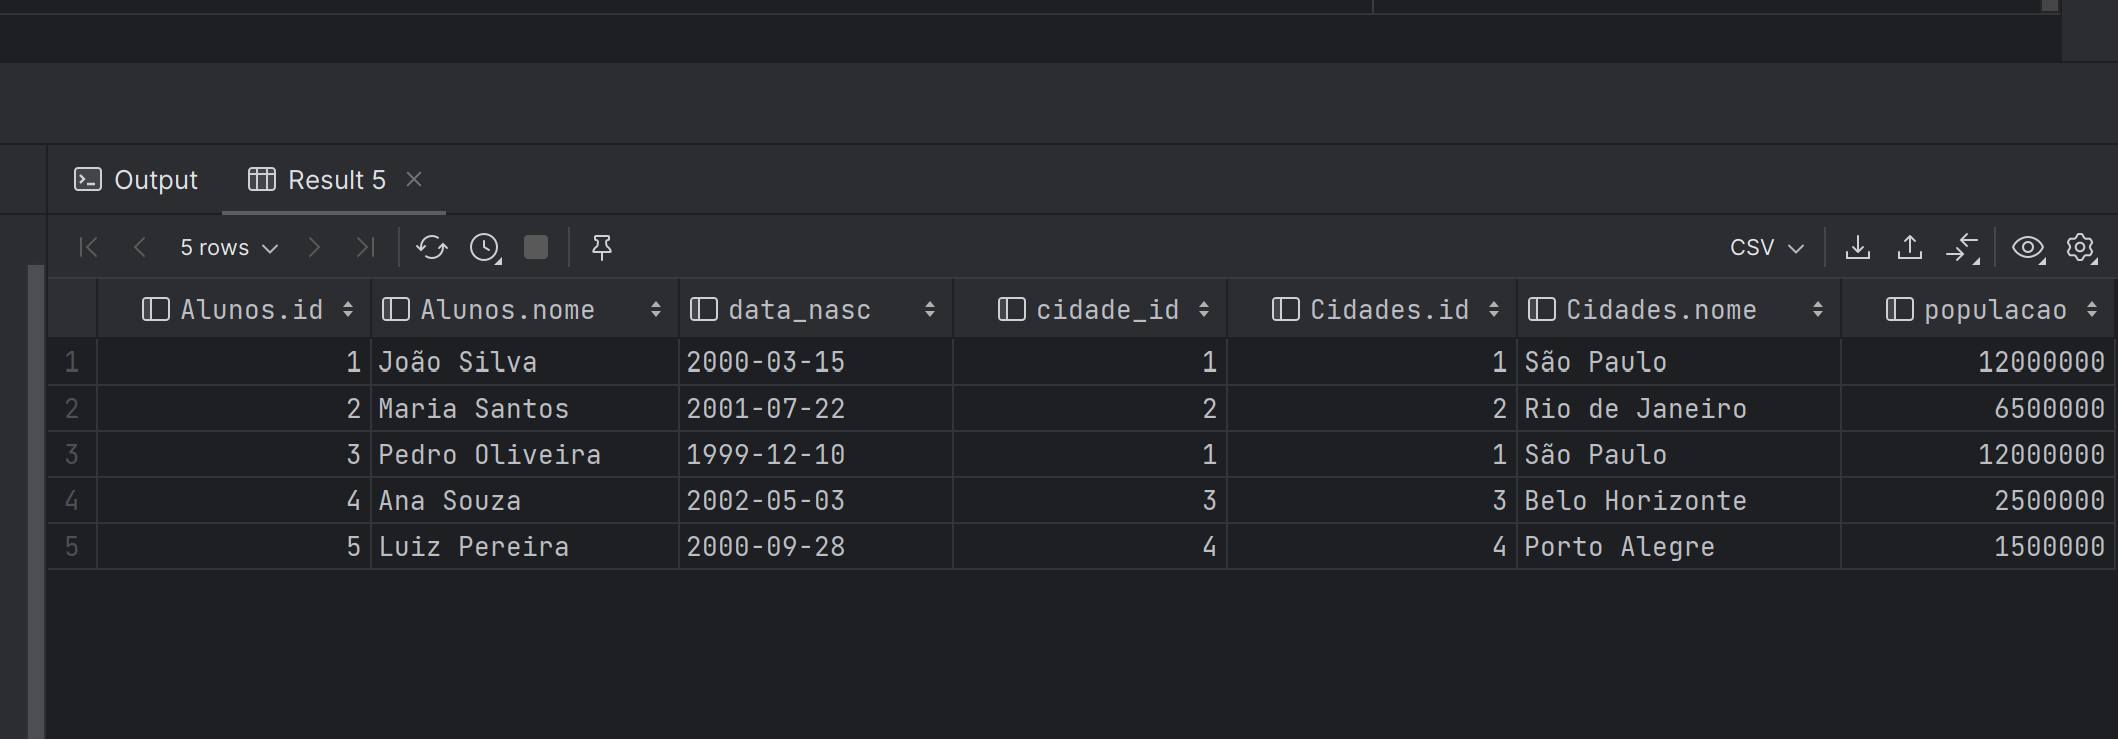 Output Result 5
5 rows CSV
Alunos.id Alunos.nome data_nasc cidade_id Cidades.id Cidades.nome populacao
1 1 João Silva 2000-03-15 1 1 São Paulo 12000000
2 2 Maria Santos 2001-07-22 2 2 Rio de Janeiro 6500000
3 3 Pedro Oliveira 1999-12-10 1 1 São Paulo 12000000
4 4 Ana Souza 2002-05-03 3 3 Belo Horizonte 2500000
5 5 Luiz Pereira 2000-09-28 4 4 Porto Alegre 1500000